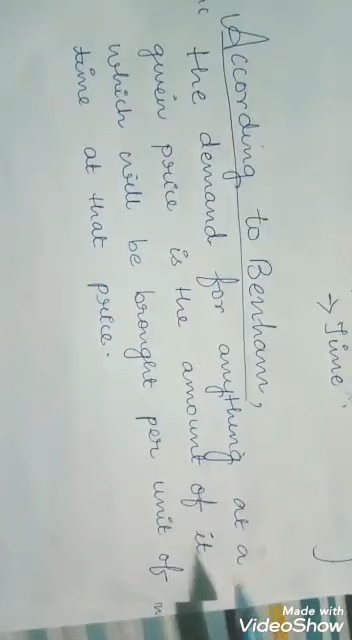 → Time
According to Benham,
the demand for anything at a
given price is the amount of it
which will be brought per unit of
time at that price.
Made with
VideoShow